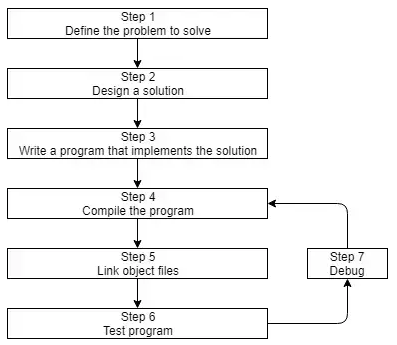 Step 1
Define the problem to solve
Step 2
Design a solution
Step 3
Write a program that implements the solution
Step 4
Compile the program
Step 5
Link object files
Step 7
Debug
Step 6
Test program